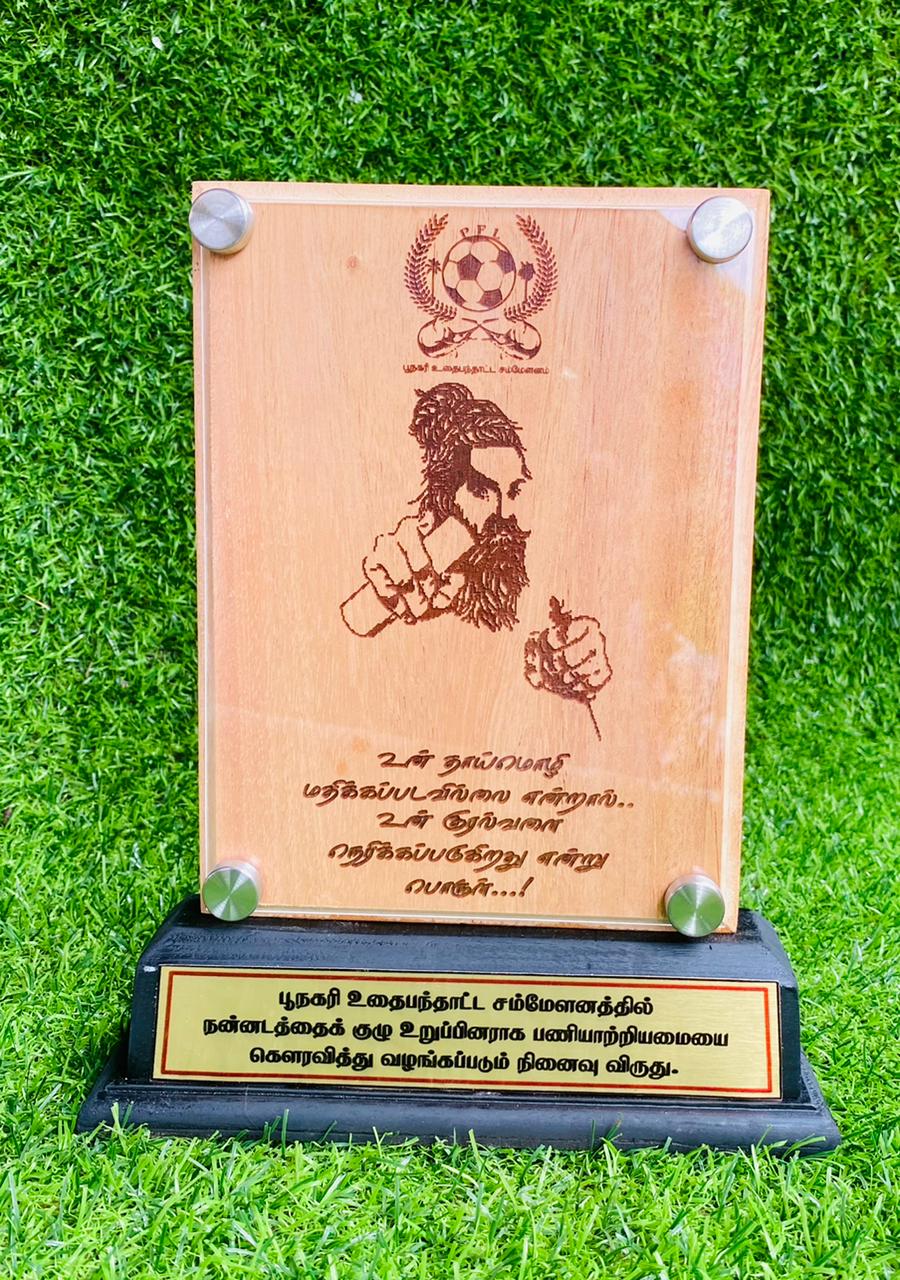 PFL
பூநகரி உதைபந்தாட்ட சம்மேளனம்
உன் தாய்மொழி
மதிக்கப்படவில்லை என்றால்..
உன் குரல்வளை
நெரிக்கப்படுகிறது என்று
பொருள்...!
பூநகரி உதைபந்தாட்ட சம்மேளனத்தில்
நன்னடத்தைக் குழு உறுப்பினராக பணியாற்றியமையை
கௌரவித்து வழங்கப்படும் நினைவு விருது.